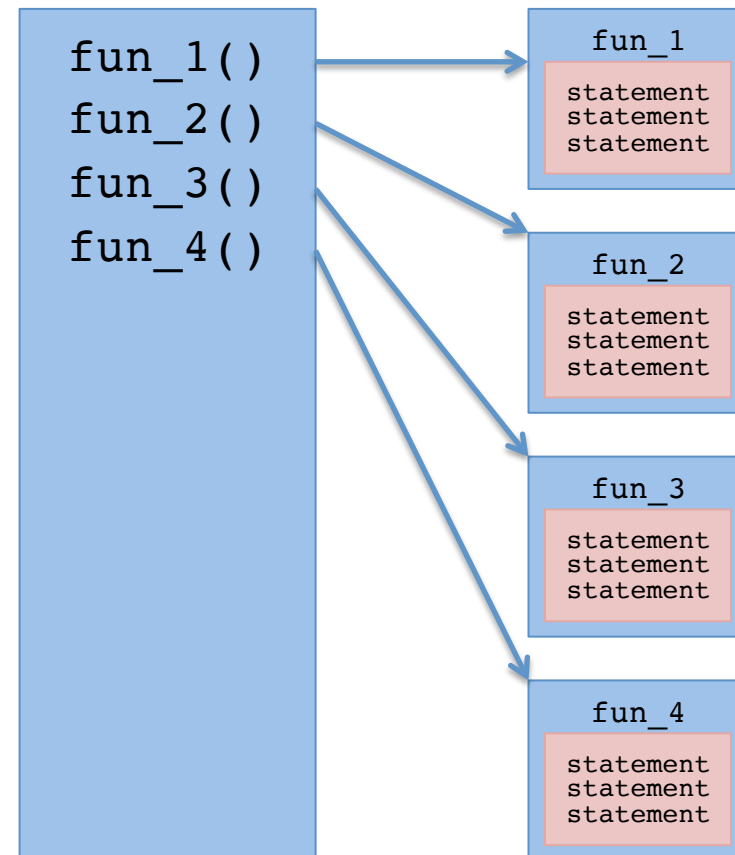 fun_1()
fun_2()
fun_3()
fun_4()
fun_1
statement
statement
statement
fun_2
statement
statement
statement
fun_3
statement
statement
statement
fun_4
statement
statement
statement